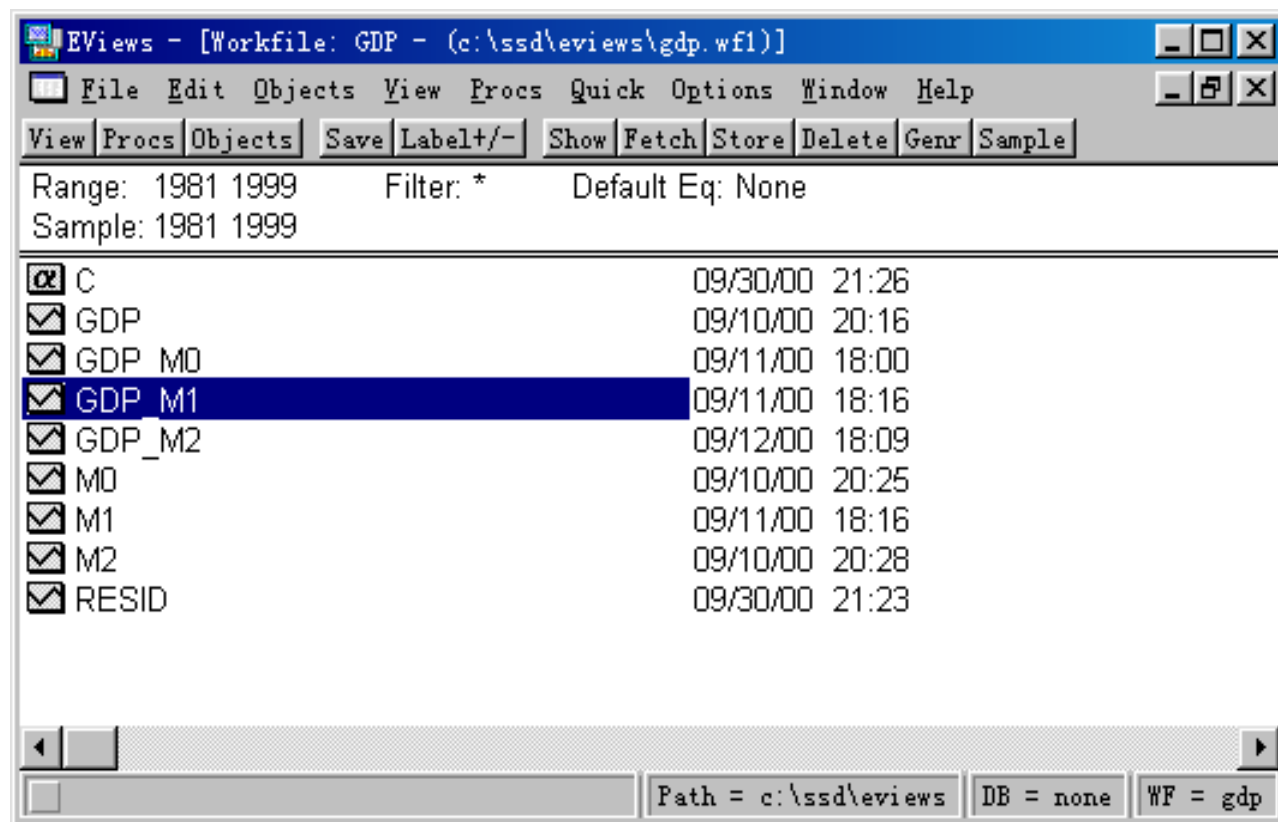 EViews - [Workfile: GDP - (c:\ssd\eviews\gdp.wf1)]
File Edit Objects View Procs Quick Options Window Help
View Procs Objects Save Label+/- Show Fetch Store Delete Genr Sample
Range: 1981 1999 Filter: * Default Eq: None
Sample: 1981 1999
α C 09/30/00 21:26
GDP 09/10/00 20:16
GDP_M0 09/11/00 18:00
GDP_M1 09/11/00 18:16
GDP_M2 09/12/00 18:09
M0 09/10/00 20:25
M1 09/11/00 18:16
M2 09/10/00 20:28
RESID 09/30/00 21:23
Path = c:\ssd\eviews DB = none WF = gdp